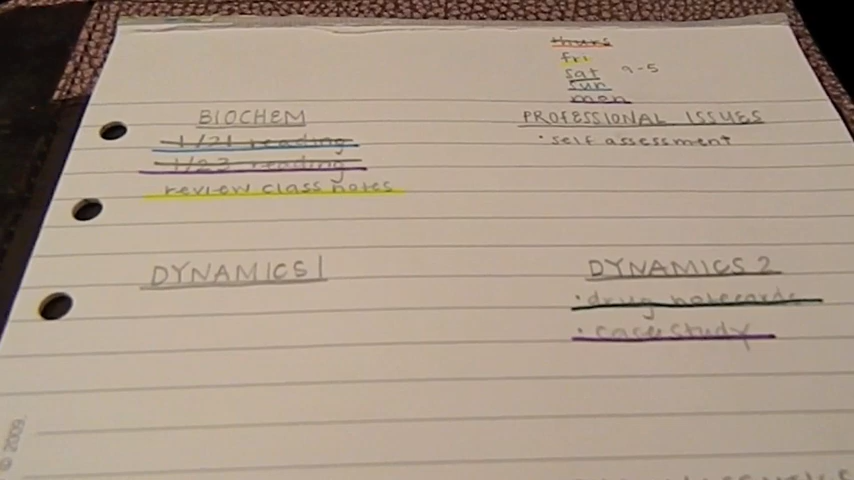 thurs
fri
sat
sun 9-5
mon
BIOCHEM
1/21 reading
1/23 reading
review class notes
PROFESSIONAL ISSUES
• self assessment
DYNAMICS 1
DYNAMICS 2
• drug notecards
• case study
© 2009